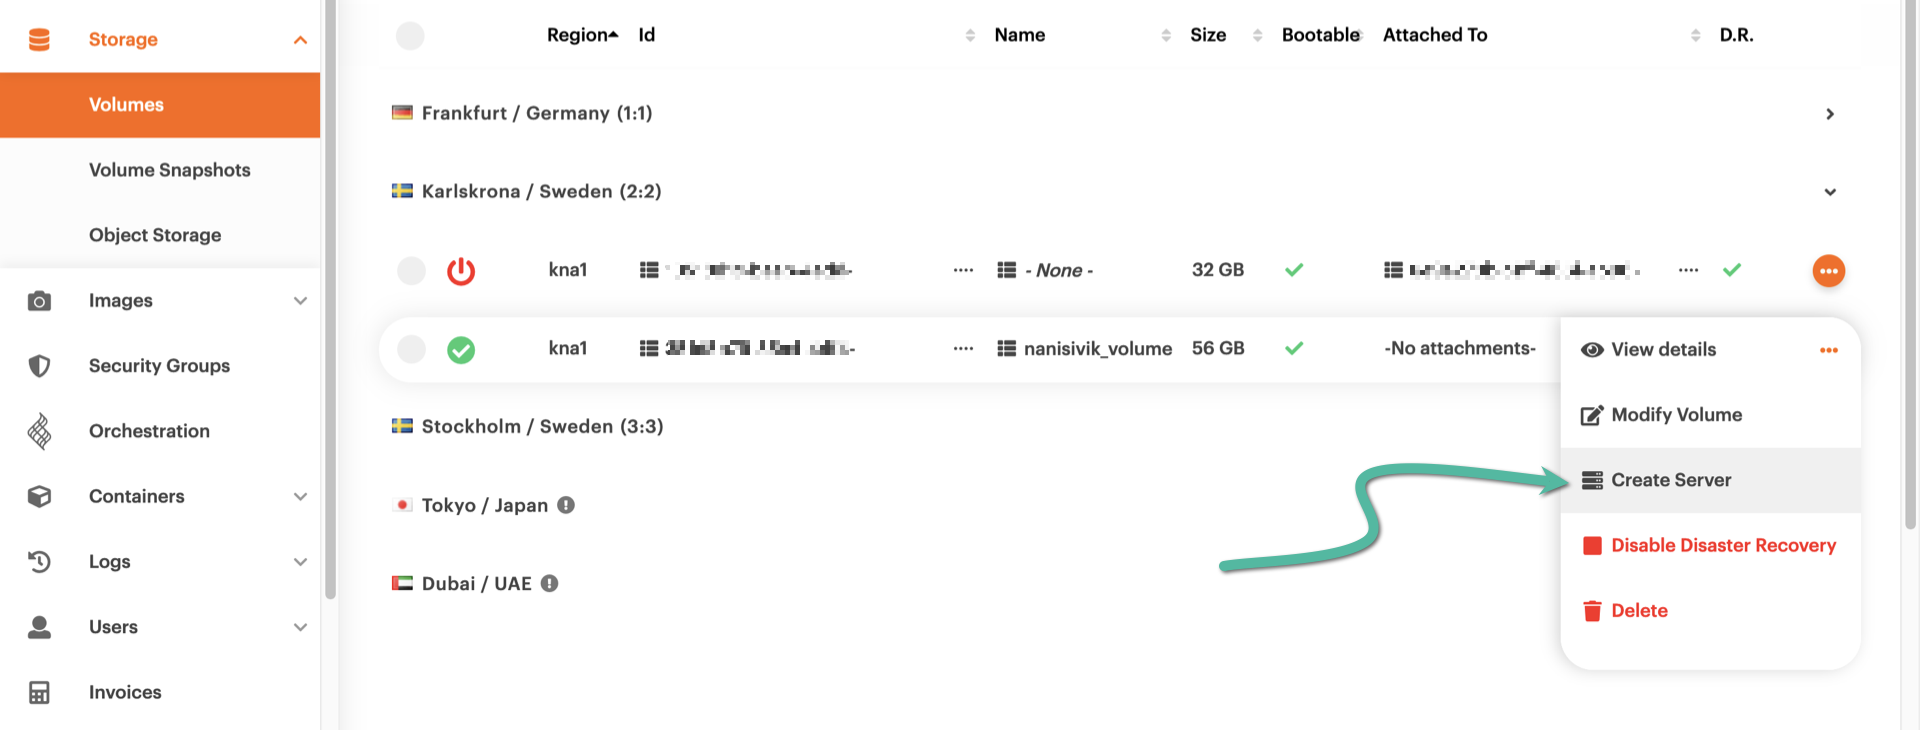 Storage
Volumes
Volume Snapshots
Object Storage
Images
Security Groups
Orchestration
Containers
Logs
Users
Invoices
Region Id Name Size Bootable Attached To D.R.
Frankfurt / Germany (1:1)
Karlskrona / Sweden (2:2)
kna1 - None - 32 GB
kna1 nanisivik_volume 56 GB -No attachments-
Stockholm / Sweden (3:3)
Tokyo / Japan
Dubai / UAE
View details
Modify Volume
Create Server
Disable Disaster Recovery
Delete